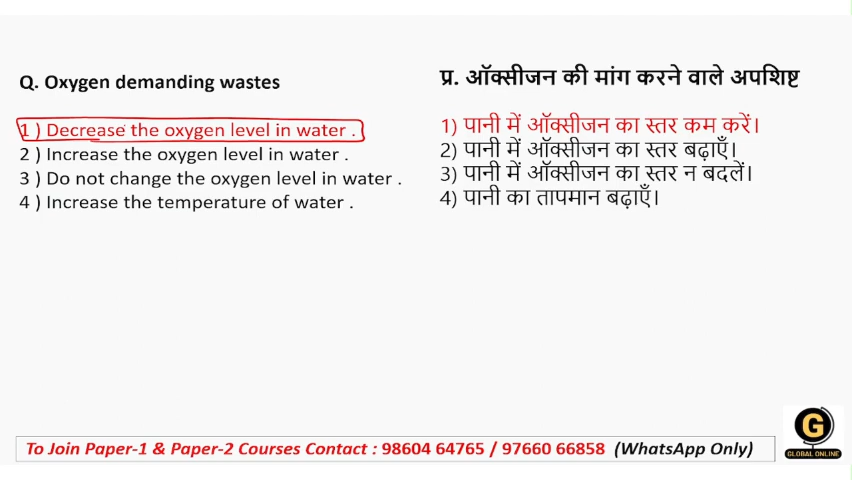 Q. Oxygen demanding wastes
1 ) Decrease the oxygen level in water .
2 ) Increase the oxygen level in water .
3 ) Do not change the oxygen level in water .
4 ) Increase the temperature of water .
प्र. ऑक्सीजन की मांग करने वाले अपशिष्ट
1) पानी में ऑक्सीजन का स्तर कम करें।
2) पानी में ऑक्सीजन का स्तर बढ़ाएँ।
3) पानी में ऑक्सीजन का स्तर न बदलें।
4) पानी का तापमान बढ़ाएँ।
To Join Paper-1 & Paper-2 Courses Contact : 98604 64765 / 97660 66858 (WhatsApp Only)
G
GLOBAL ONLINE